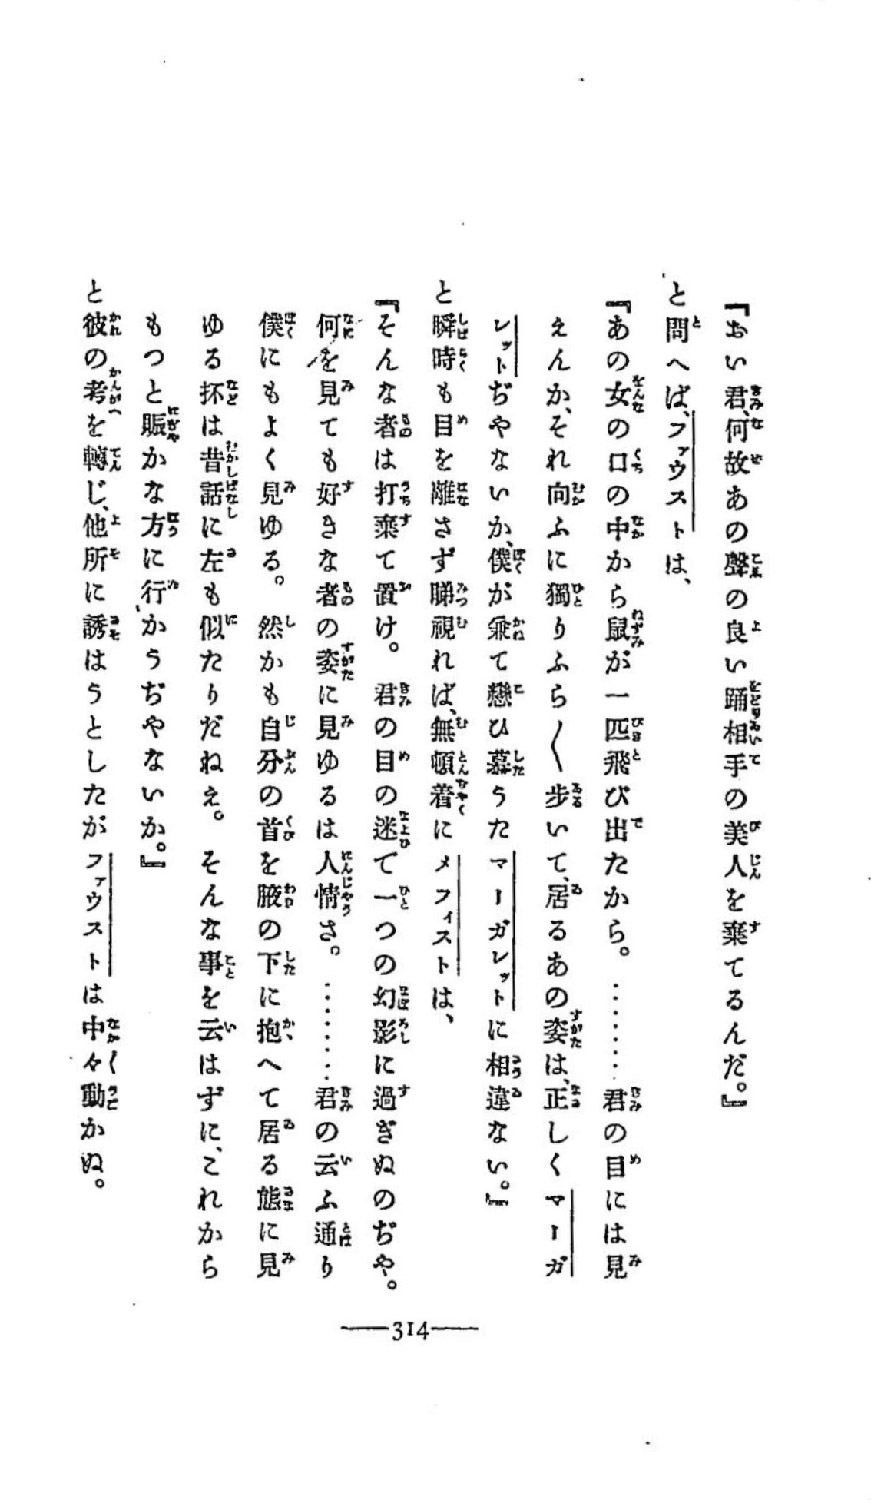 『おい君、何故あの聲の良い踊相手の美人を棄てるんだ。』
と問へば、ファウストは、
『あの女の口の中から鼠が一匹飛び出たから。………君の目には見
えんか、それ向ふに獨りふら〱歩いて、居るあの姿は、正しくマーガ
レットぢやないか、僕が兼て戀ひ慕うたマーガレットに相違ない。』
と瞬時も目を離さず睇視れば、無頓着にメフィストは、
『そんな者は打棄て置け。君の目の迷て一つの幻影に過ぎぬのぢや。
何を見ても好きな者の姿に見ゆるは人情さ。………君の云ふ通り
僕にもよく見ゆる。然かも自分の首を腋の下に抱へて居る態に見
ゆる抔は昔話に左も似たりだねえ。そんな事を云はずに、これから
もつと賑かな方に行かうぢやないか。』
と彼の考を轉じ、他所に誘はうとしたがファウストは中々動かぬ。
314